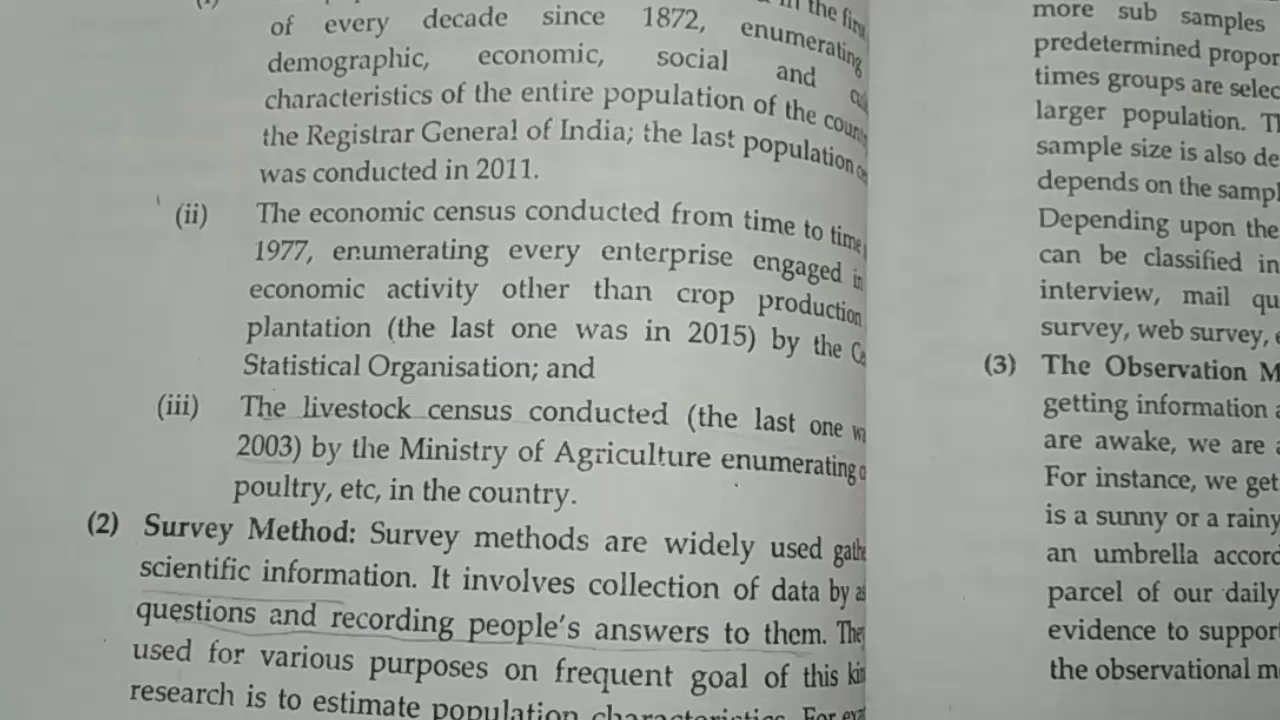 (i)
in the
of every decade since 1872, enumerating
demographic, economic, social and
characteristics of the entire population of the
the Registrar General of India; the last population
was conducted in 2011.
(ii) The economic census conducted from time to time
1977, enumerating every enterprise engaged in
economic activity other than crop production
plantation (the last one was in 2015) by the
Statistical Organisation; and
(iii) The livestock census conducted (the last one
2003) by the Ministry of Agriculture enumerating
poultry, etc, in the country.
(2) Survey Method: Survey methods are widely used
scientific information. It involves collection of data by
questions and recording people's answers to them.
used for various purposes on frequent goal of this
research is to estimate population characteristics. For
more sub samples
predetermined
times groups are
larger population.
sample size is also
depends on the
Depending upon the
can be classified
interview, mail
survey, web survey,
(3) The Observation
getting information
are awake, we are
For instance, we get
is a sunny or a rainy
an umbrella
parcel of our daily
evidence to support
the observational